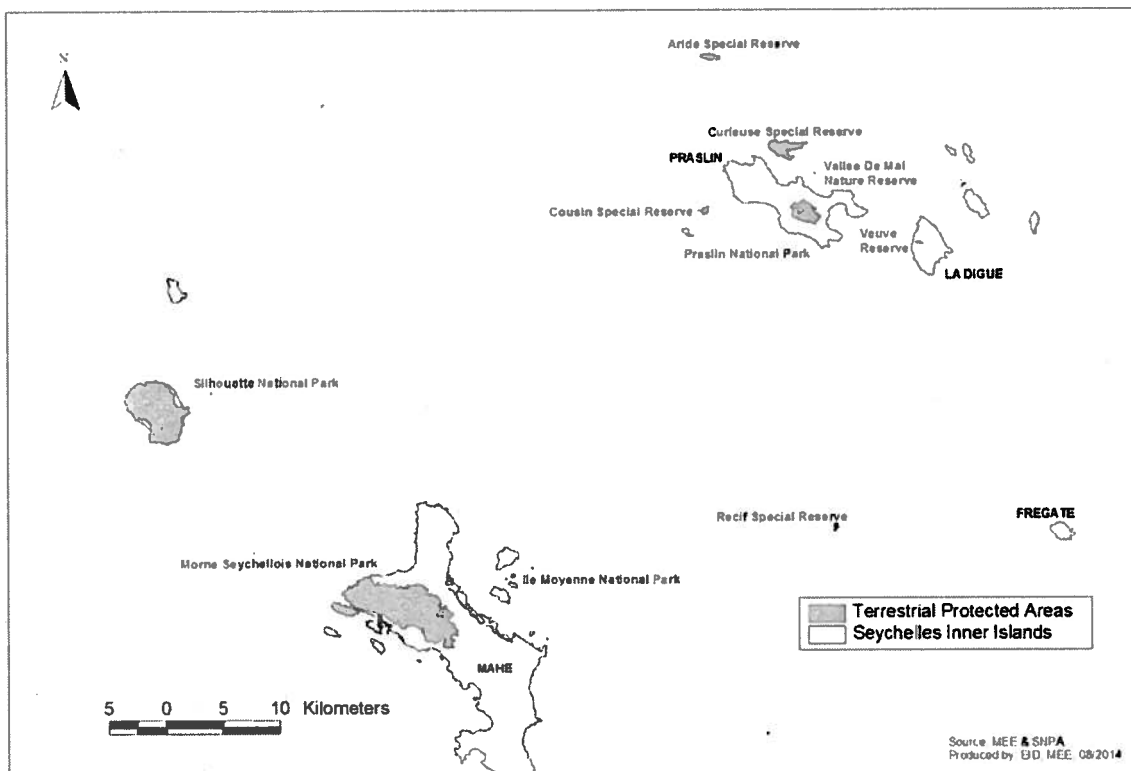 N
Aride Special Reserve
Curieuse Special Reserve
PRASLIN
Vallee De Mai
Nature Reserve
Cousin Special Reserve
Veuve
Reserve
Praslin National Park
LA DIGUE
Silhouette National Park
Recif Special Reserve
FREGATE
Morne Seychellois National Park
Ile Moyenne National Park
Terrestrial Protected Areas
Seychelles Inner Islands
MAHE
5 0 5 10 Kilometers
Source: MEE & SNPA
Produced by: EID, MEE, 08/2014